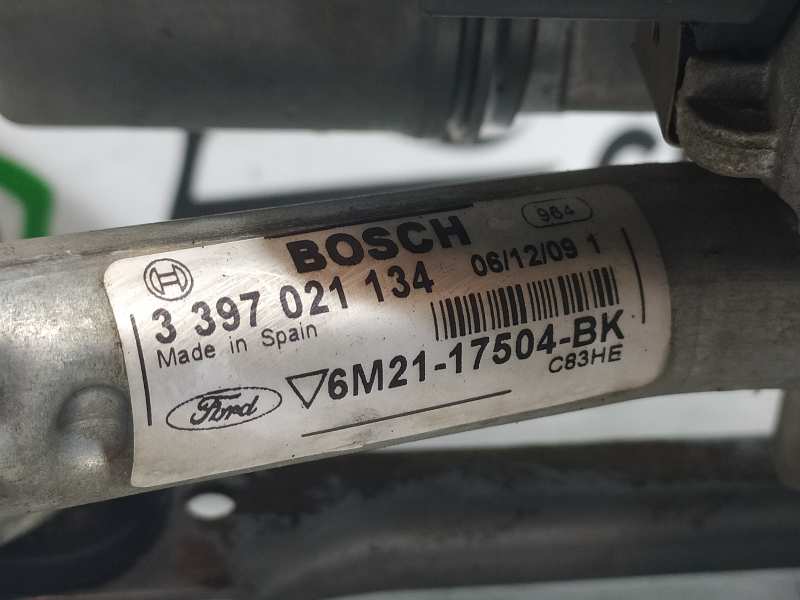 964
BOSCH
06/12/09 1
3 397 021 134
Made in Spain
6M21-17504-BK
C83HE
Ford